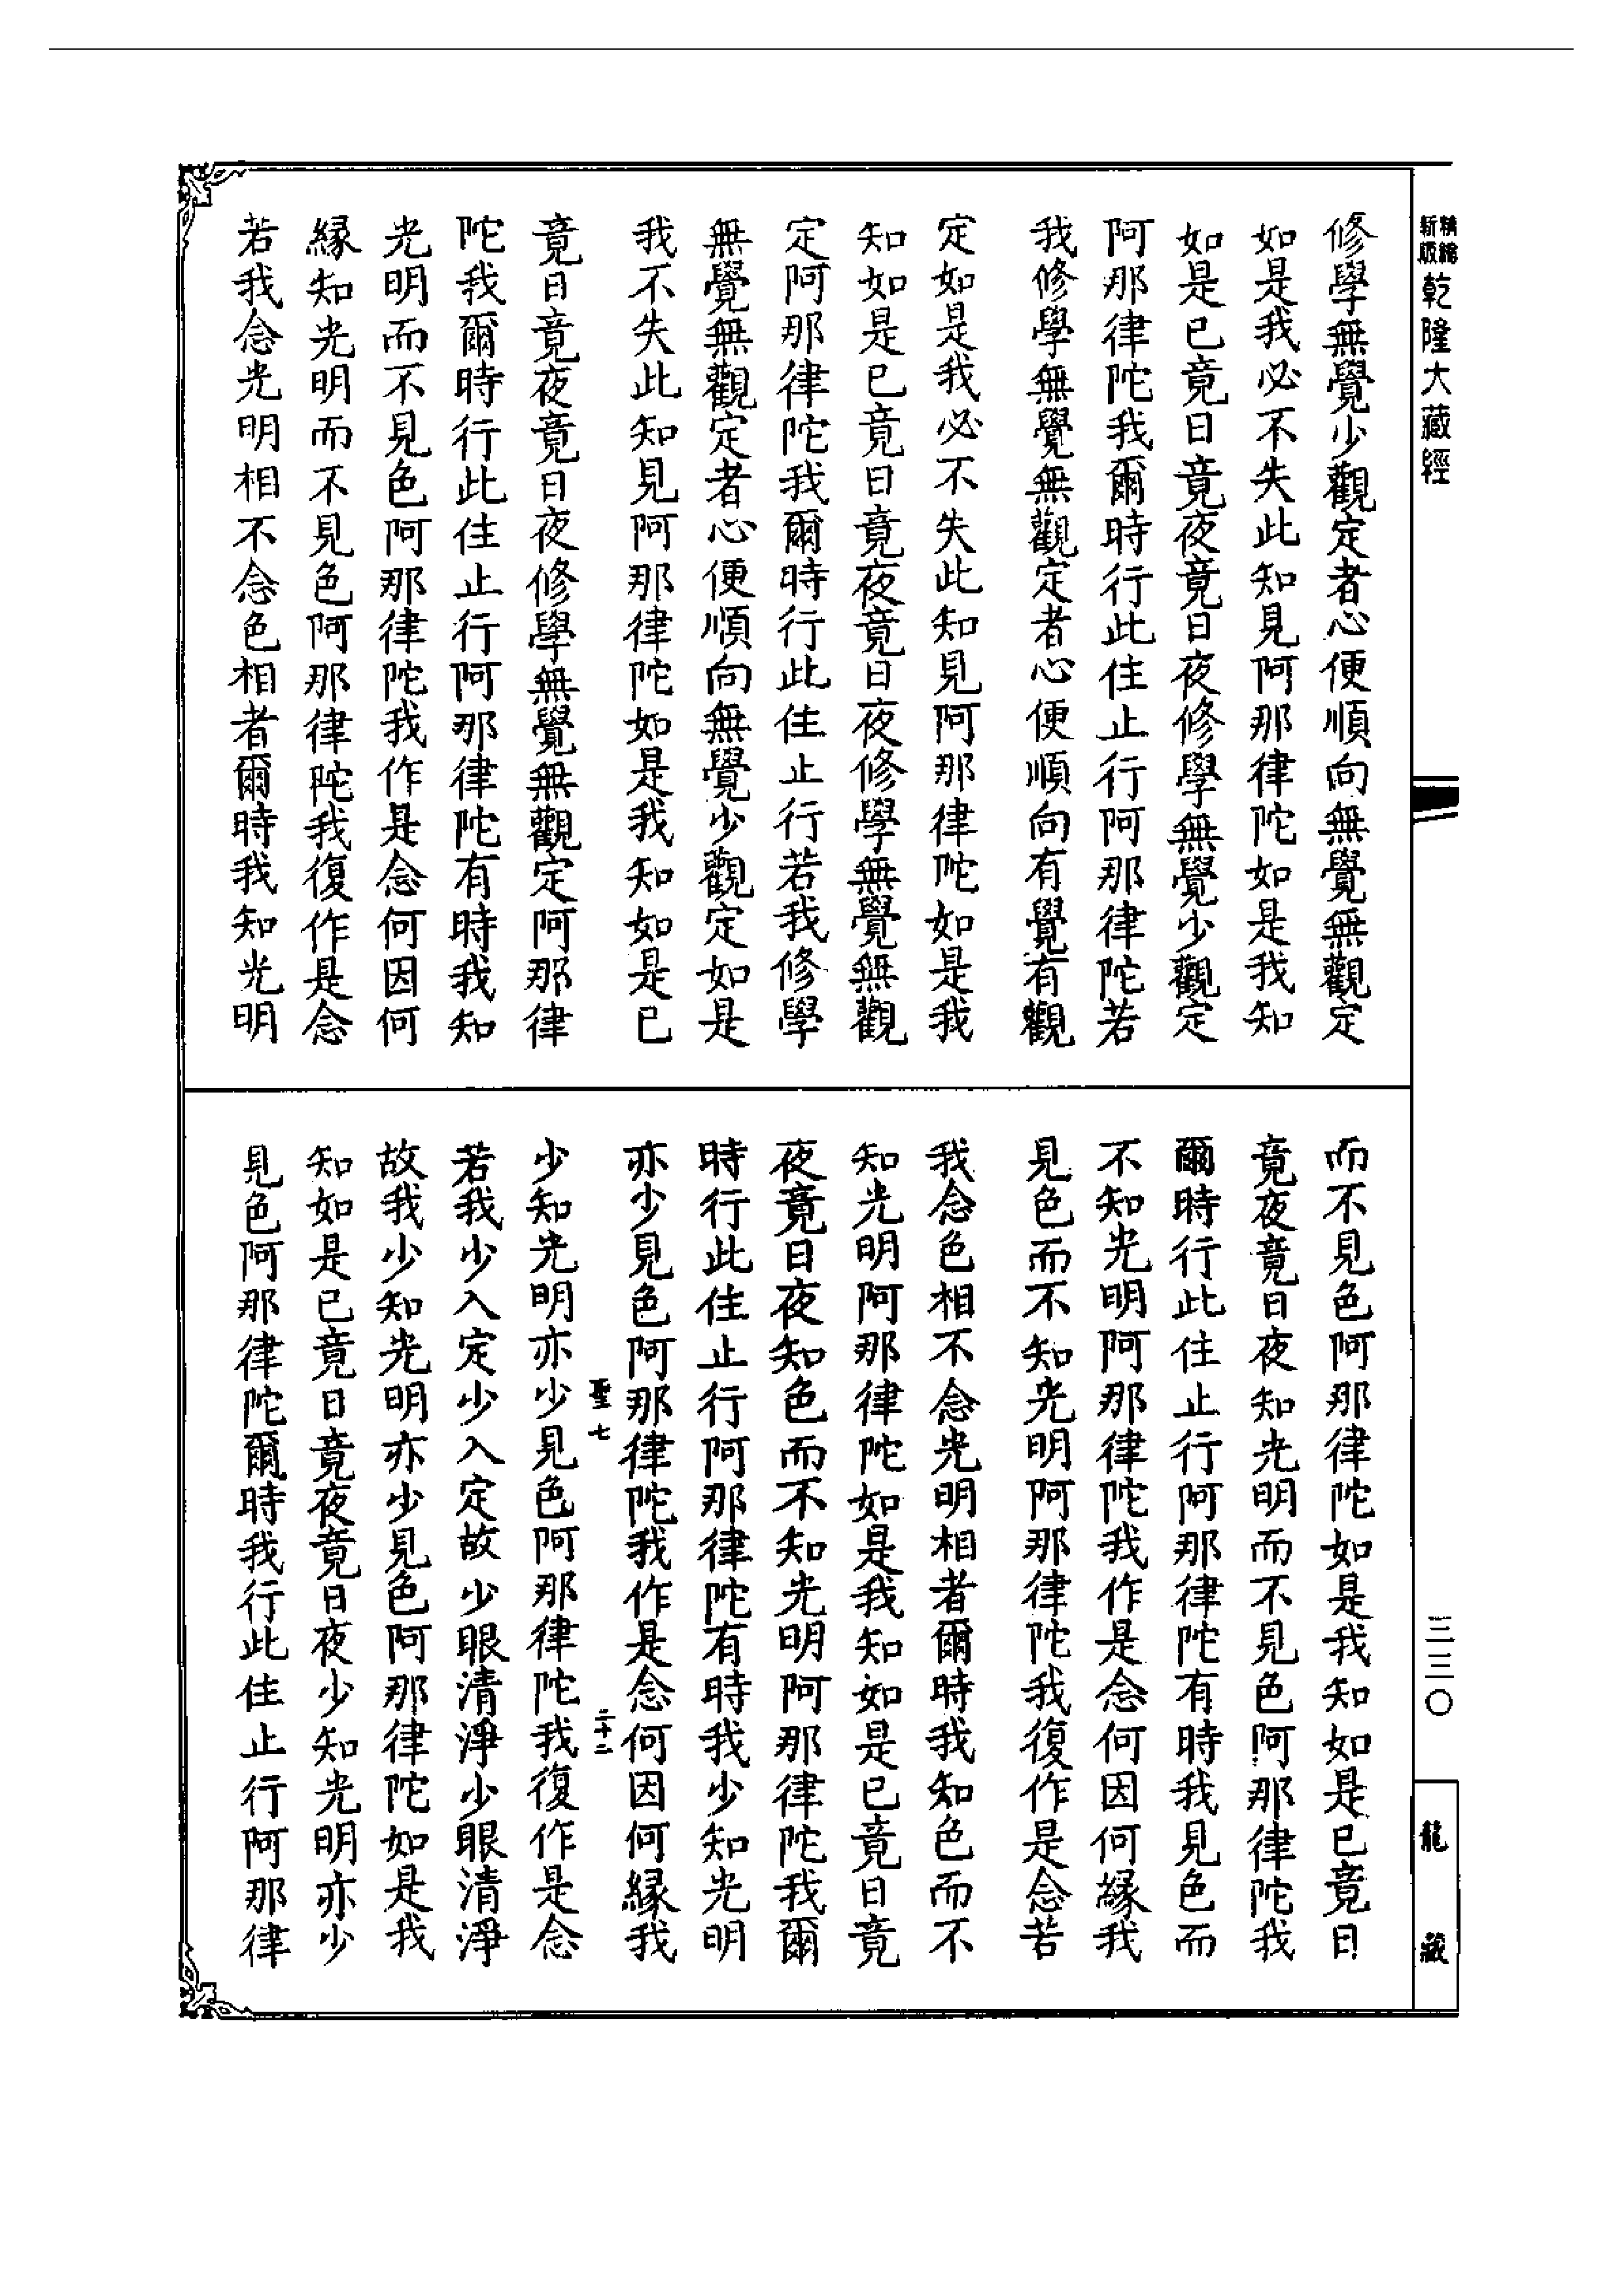 新版精縮乾隆大藏經
修學無覺少觀定者心便順向無覺無觀定
如是我必不失此知見阿那律陀如是我知
如是已竟日竟夜竟日夜修學無覺少觀定
阿那律陀我爾時行此住止行阿那律陀若
我修學無覺無觀定者心便順向有覺有觀
定如是我必不失此知見阿那律陀如是我
知如是已竟日竟夜竟日夜修學無覺無觀
定阿那律陀我爾時行此住止行若我修學
無覺無觀定者心便順向無覺少觀定如是
我不失此知見阿那律陀如是我知如是已
竟日竟夜竟日夜修學無覺無觀定阿那律
陀我爾時行此住止行阿那律陀有時我知
光明而不見色阿那律陀我作是念何因何
緣知光明而不見色阿那律陀我復作是念
若我念光明相不念色相者爾時我知光明
而不見色阿那律陀如是我知如是已竟日
竟夜竟日夜知光明而不見色阿那律陀我
爾時行此住止行阿那律陀有時我見色而
不知光明阿那律陀我作是念何因何緣我
見色而不知光明阿那律陀我復作是念若
我念色相不念光明相者爾時我知色而不
知光明阿那律陀如是我知如是已竟日竟
夜竟日夜知色而不知光明阿那律陀我爾
時行此住止行阿那律陀有時我少知光明
亦少見色阿那律陀我作是念何因何緣我
聖七
二十二
少知光明亦少見色阿那律陀我復作是念
若我少入定少入定故少眼清淨少眼清淨
故我少知光明亦少見色阿那律陀如是我
知如是已竟日竟夜竟日夜少知光明亦少
見色阿那律陀爾時我行此住止行阿那律
三三〇
龍藏